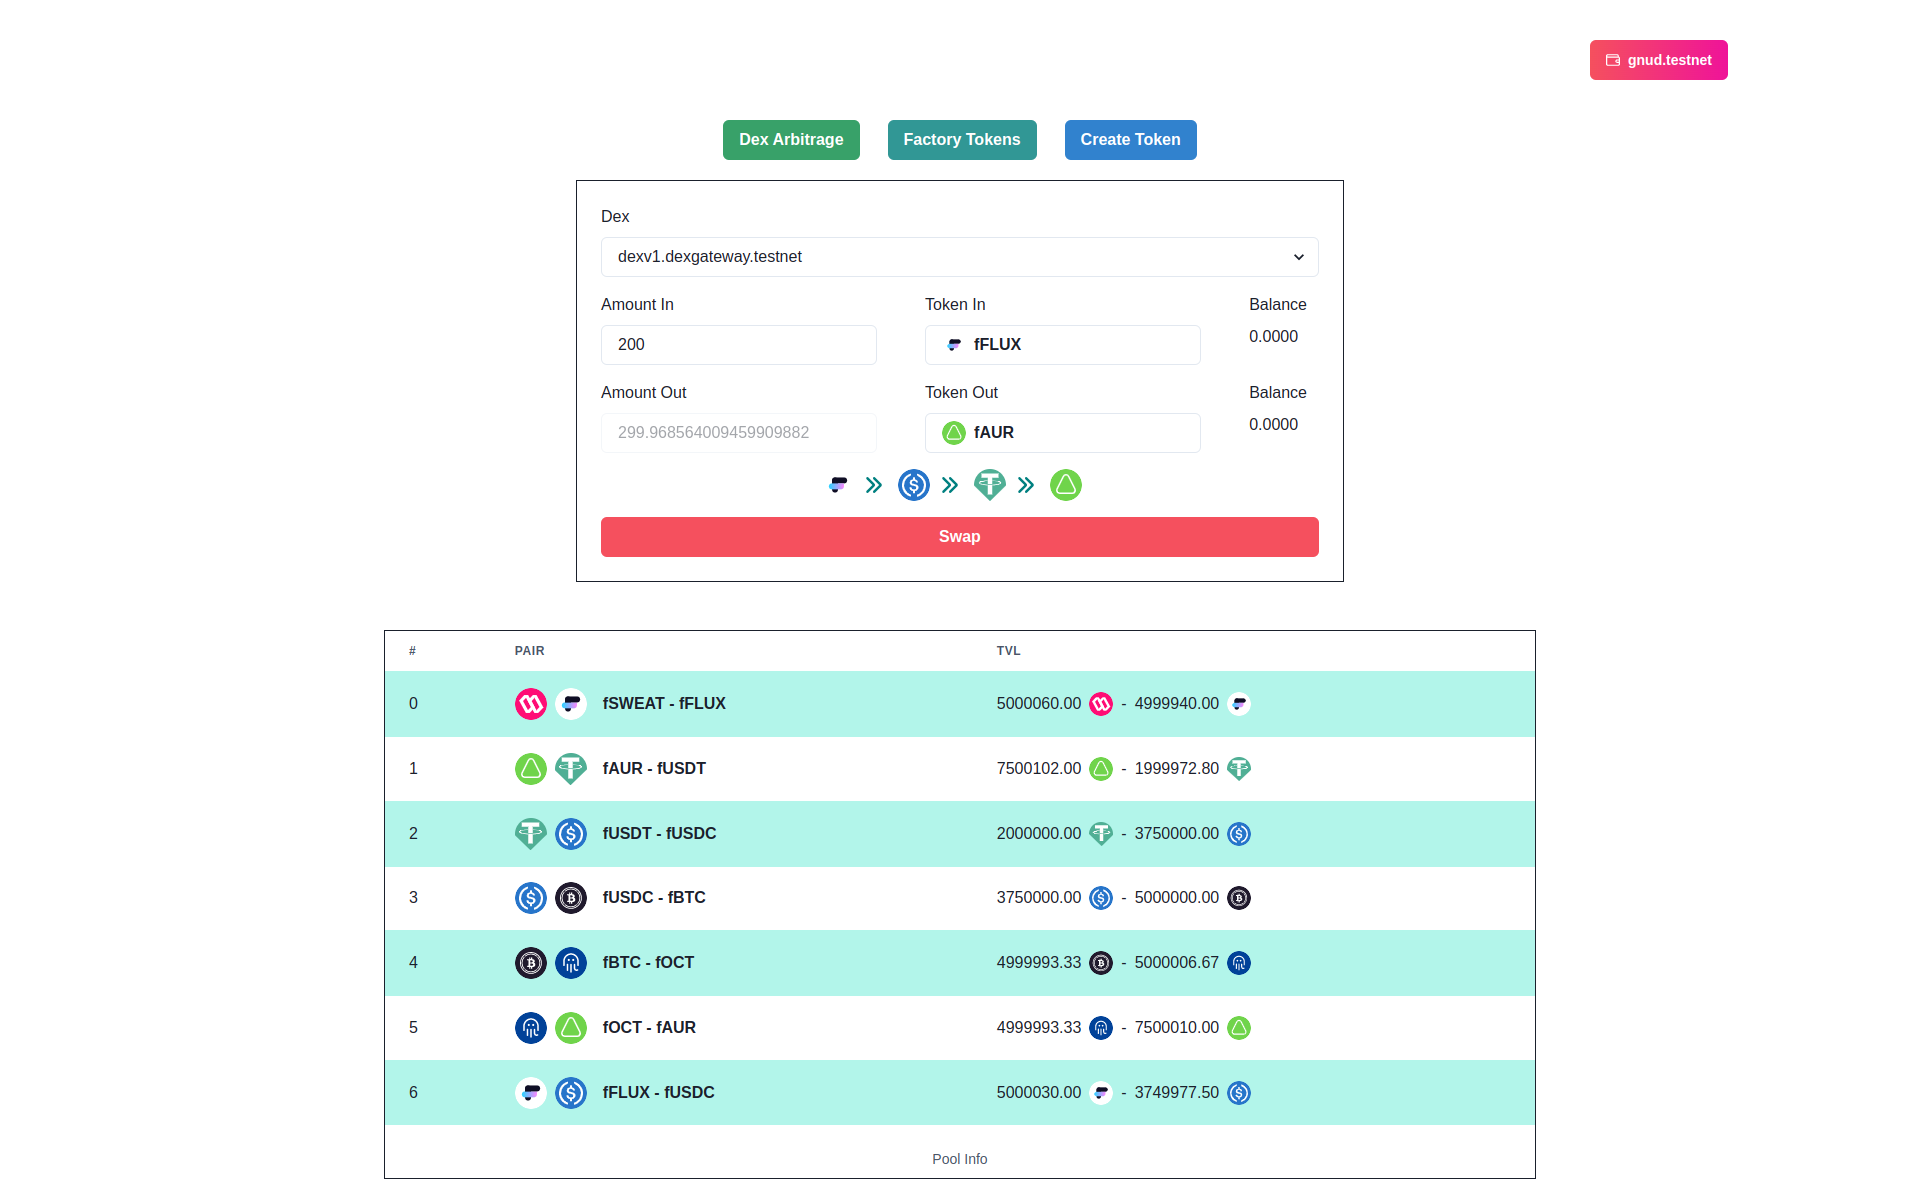 gnud.testnet
Dex Arbitrage Factory Tokens Create Token
Dex
dexv1.dexgateway.testnet
Amount In Token In Balance
200 fFLUX 0.0000
Amount Out Token Out Balance
299.968564009459909882 fAUR 0.0000
Swap
# PAIR TVL
0 fSWEAT - fFLUX 5000060.00 - 4999940.00
1 fAUR - fUSDT 7500102.00 - 1999972.80
2 fUSDT - fUSDC 2000000.00 - 3750000.00
3 fUSDC - fBTC 3750000.00 - 5000000.00
4 fBTC - fOCT 4999993.33 - 5000006.67
5 fOCT - fAUR 4999993.33 - 7500010.00
6 fFLUX - fUSDC 5000030.00 - 3749977.50
Pool Info